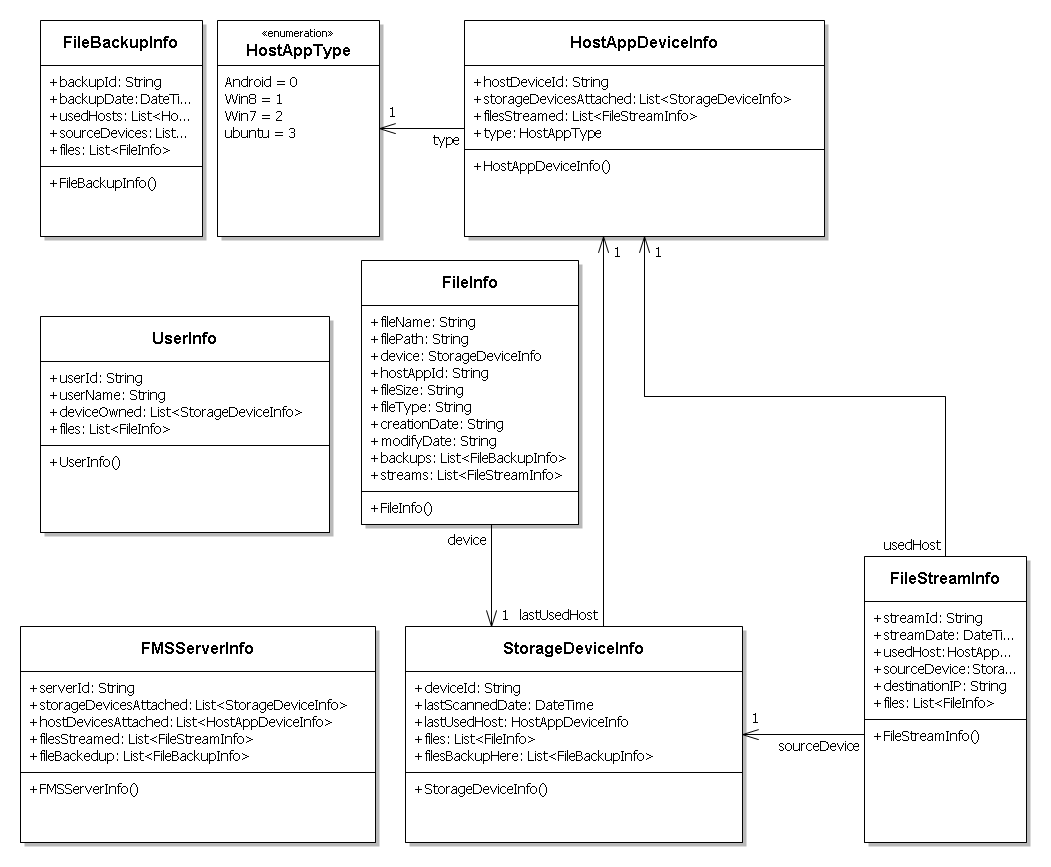 FileBackupInfo
+backupId: String
+backupDate: DateTi...
+usedHosts: List<Ho...
+sourceDevices: List...
+files: List<FileInfo>
+FileBackupInfo()
«enumeration»
HostAppType
Android = 0
Win8 = 1
Win7 = 2
ubuntu = 3
1
type
HostAppDeviceInfo
+hostDeviceId: String
+storageDevicesAttached: List<StorageDeviceInfo>
+filesStreamed: List<FileStreamInfo>
+type: HostAppType
+HostAppDeviceInfo()
1
1
FileInfo
+fileName: String
+filePath: String
+device: StorageDeviceInfo
+hostAppId: String
+fileSize: String
+fileType: String
+creationDate: String
+modifyDate: String
+backups: List<FileBackupInfo>
+streams: List<FileStreamInfo>
+FileInfo()
UserInfo
+userId: String
+userName: String
+deviceOwned: List<StorageDeviceInfo>
+files: List<FileInfo>
+UserInfo()
device
1
lastUsedHost
usedHost
FileStreamInfo
+streamId: String
+streamDate: DateTi...
+usedHost: HostApp...
+sourceDevice: Stora...
+destinationIP: String
+files: List<FileInfo>
+FileStreamInfo()
FMSServerInfo
+serverId: String
+storageDevicesAttached: List<StorageDeviceInfo>
+hostDevicesAttached: List<HostAppDeviceInfo>
+filesStreamed: List<FileStreamInfo>
+fileBackedup: List<FileBackupInfo>
+FMSServerInfo()
StorageDeviceInfo
+deviceId: String
+lastScannedDate: DateTime
+lastUsedHost: HostAppDeviceInfo
+files: List<FileInfo>
+filesBackupHere: List<FileBackupInfo>
+StorageDeviceInfo()
1
sourceDevice